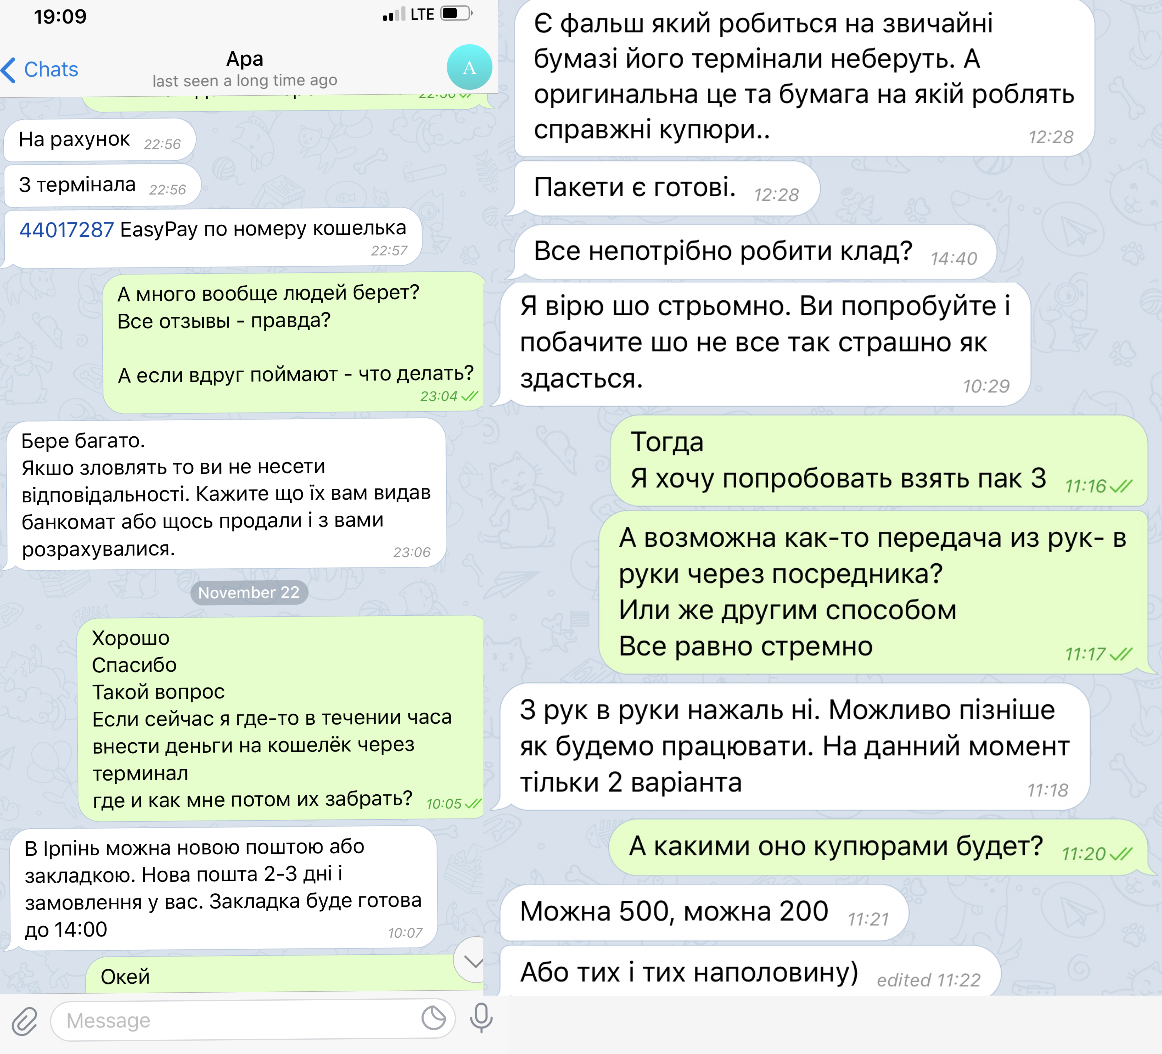 19:09
LTE
Chats
Ара
last seen a long time ago
A
На рахунок 22:56
З термінала 22:56
44017287 EasyPay по номеру кошелька
22:57
А много вообще людей берет?
Все отзывы - правда?
А если вдруг поймают - что делать?
23:04
Бере багато.
Якшо зловлять то ви не несети
відповідальності. Кажите що їх вам видав
банкомат або щось продали і з вами
розрахувалися.
23:06
November 22
Хорошо
Спасибо
Такой вопрос
Если сейчас я где-то в течении часа
внести деньги на кошелёк через
терминал
где и как мне потом их забрать? 10:05
В Ірпінь можна новою поштою або
закладкою. Нова пошта 2-3 дні і
замовлення у вас. Закладка буде готова
до 14:00
10:07
Окей
Message
Є фальш який робиться на звичайні
бумазі його термінали неберуть. А
оригинальна це та бумага на якій роблять
справжні купюри..
12:28
Пакети є готові. 12:28
Все непотрібно робити клад? 14:40
Я вірю шо стрьомно. Ви попробуйте і
побачите шо не все так страшно як
здасться.
10:29
Тогда
Я хочу попробовать взять пак 3 11:16
А возможна как-то передача из рук- в
руки через посредника?
Или же другим способом
Все равно стремно
11:17
З рук в руки нажаль ні. Можливо пізніше
як будемо працювати. На данний момент
тільки 2 варіанта
11:18
А какими оно купюрами будет? 11:20
Можна 500, можна 200 11:21
Або тих і тих наполовину) edited 11:22